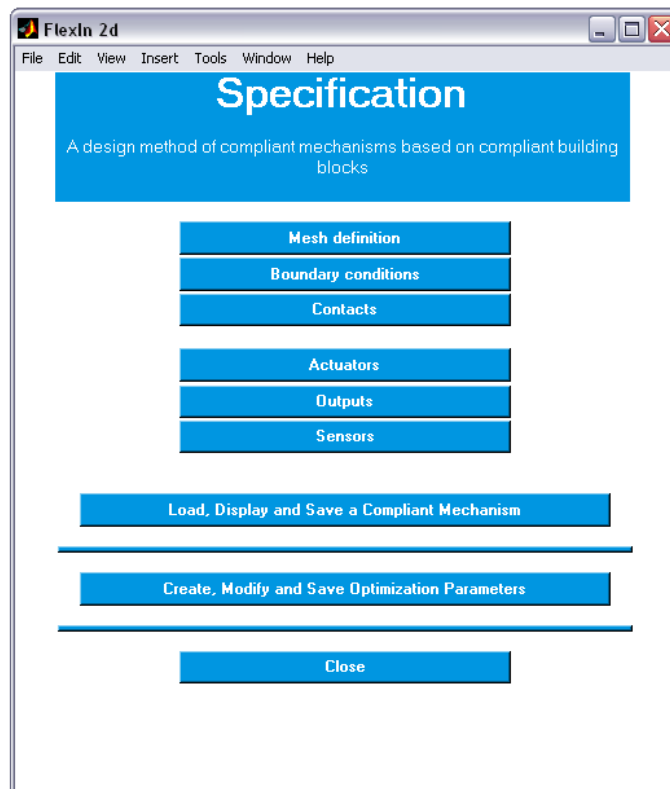 FlexIn 2d
File Edit View Insert Tools Window Help
Specification
A design method of compliant mechanisms based on compliant building
blocks
Mesh definition
Boundary conditions
Contacts
Actuators
Outputs
Sensors
Load, Display and Save a Compliant Mechanism
Create, Modify and Save Optimization Parameters
Close